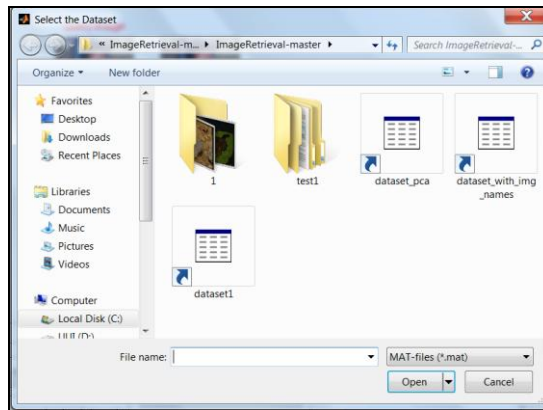 Select the Dataset
« ImageRetrieval-m... ▸ ImageRetrieval-master ▸
Search ImageRetrieval-...
Organize ▾ New folder
Favorites
Desktop
Downloads
Recent Places
Libraries
Documents
Music
Pictures
Videos
Computer
Local Disk (C:)
1
test1
dataset_pca
dataset_with_img
_names
dataset1
File name:
MAT-files (*.mat)
Open
Cancel